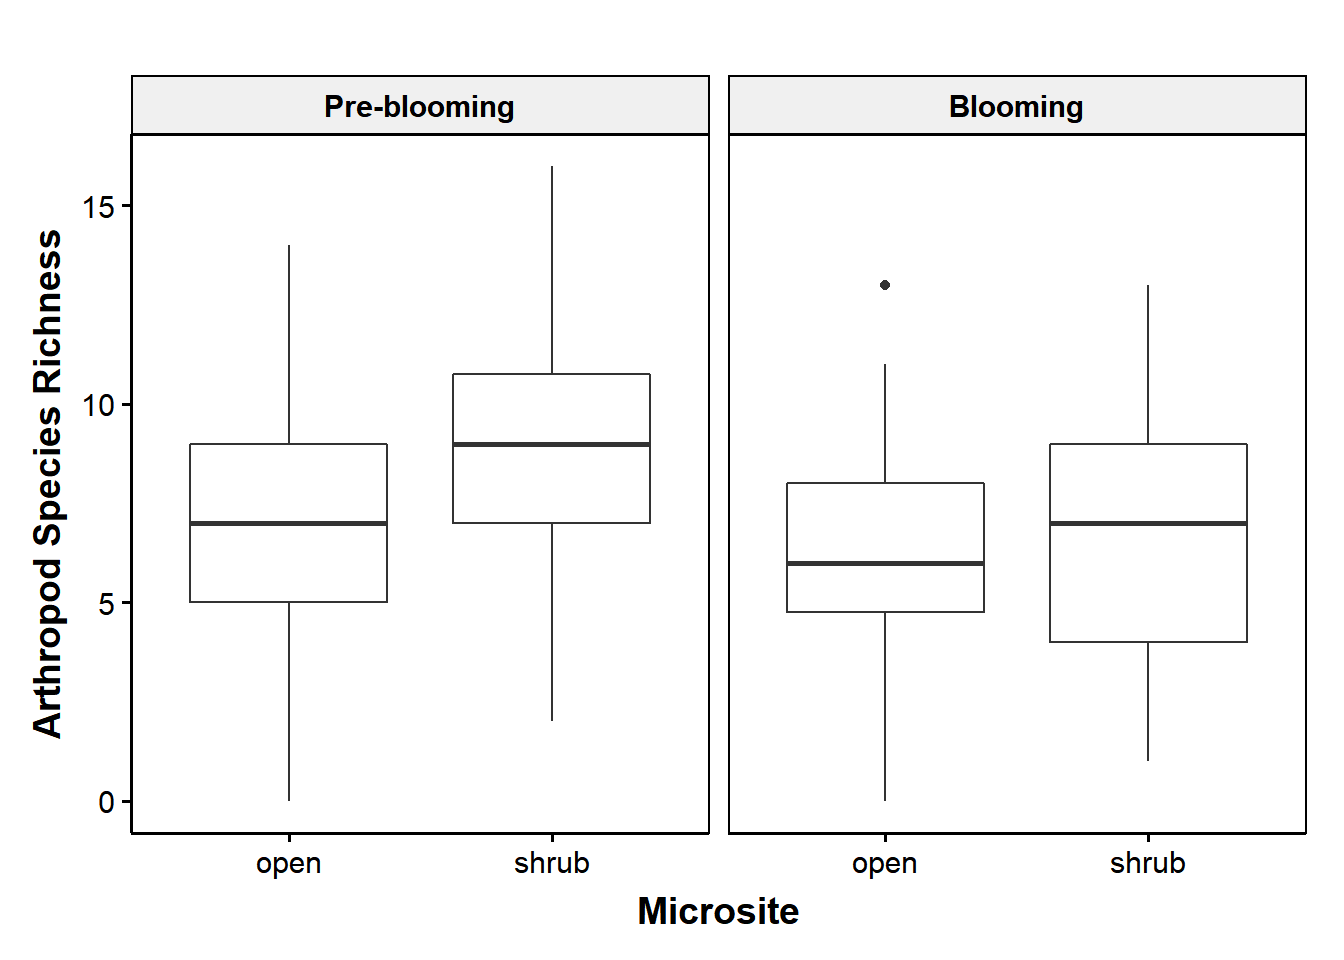 Pre-blooming
Blooming
Arthropod Species Richness
15
10
5
0
open
shrub
open
shrub
Microsite